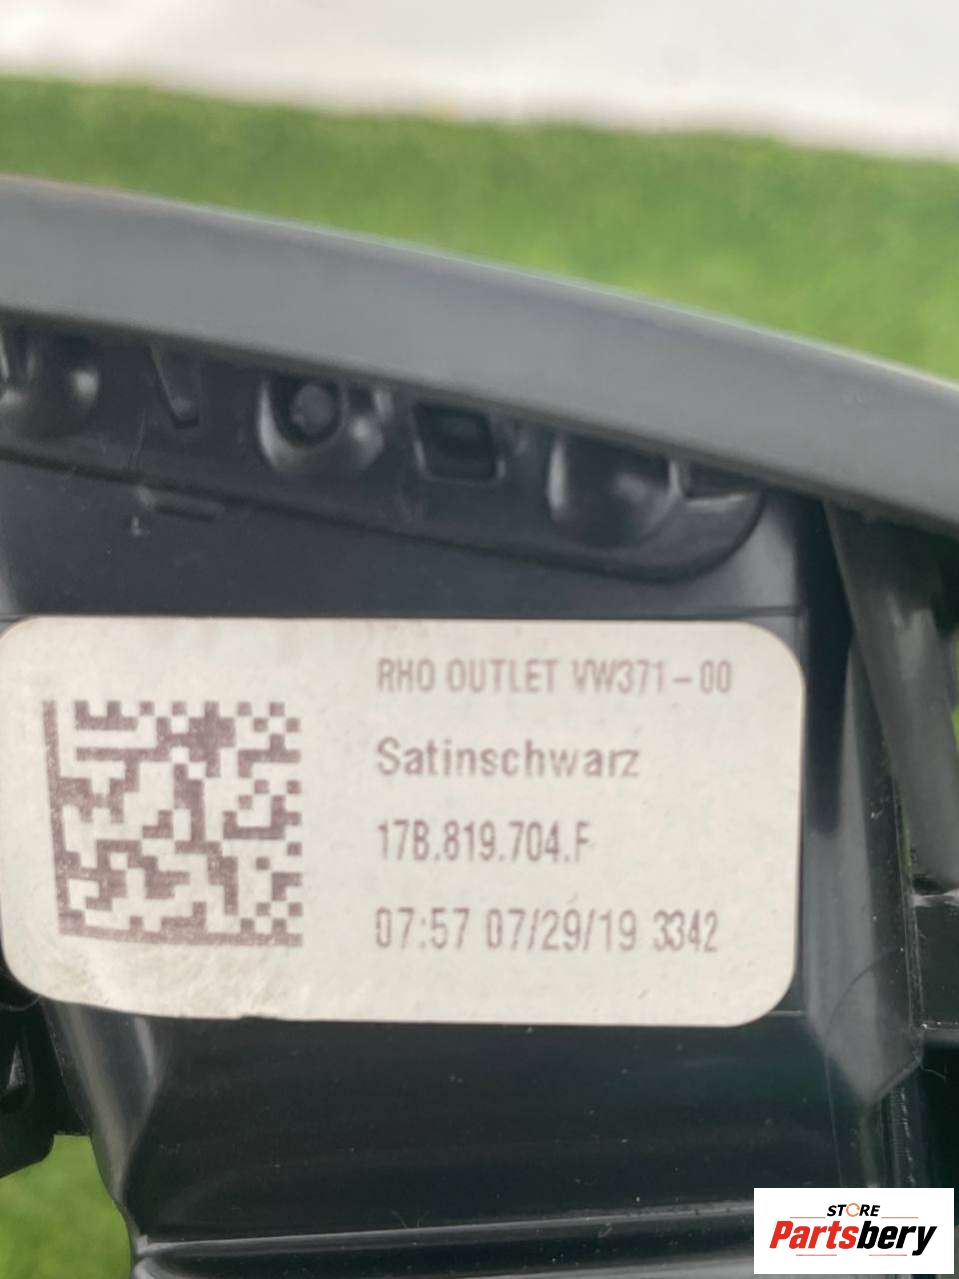 RHO OUTLET VW371-00
Satinschwarz
17B.819.704.F
07:57 07/29/19 3342
STORE
Partsbery